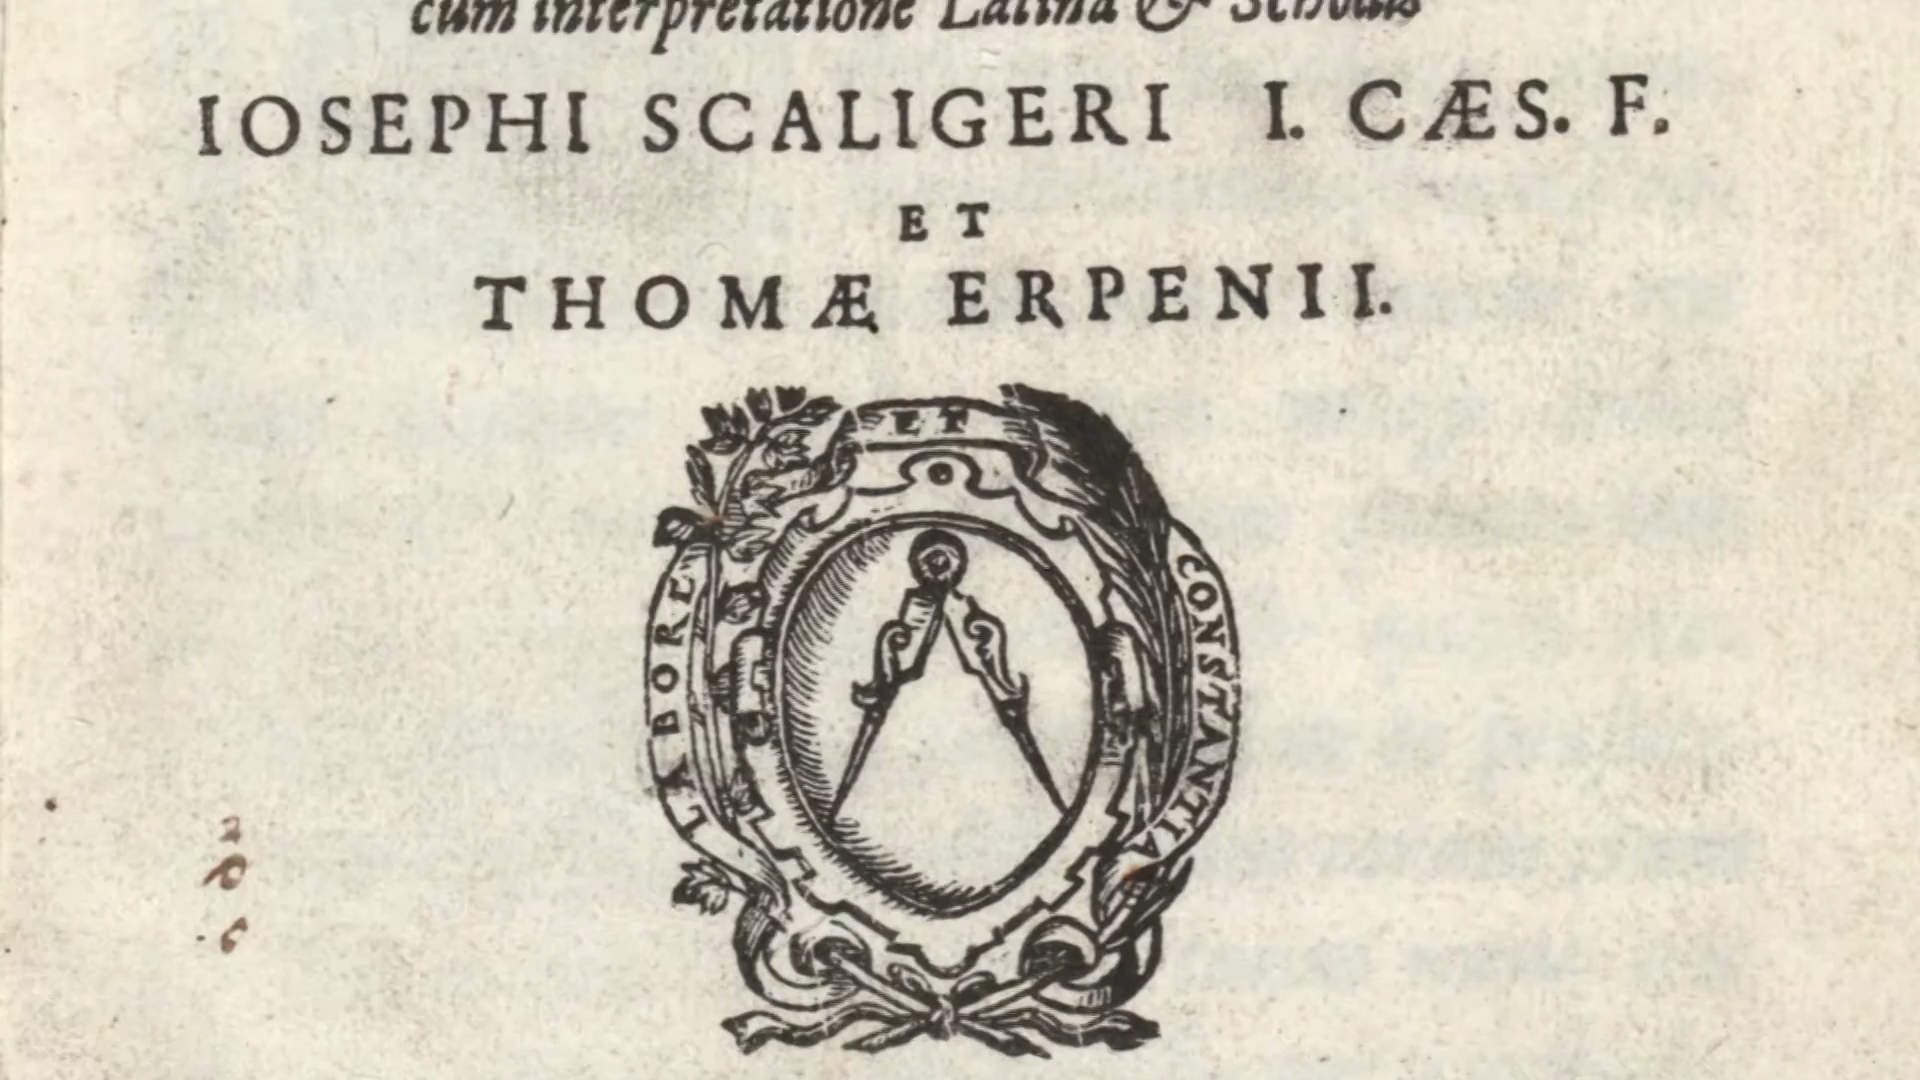 cum interpretatione Latina & Scholiis
IOSEPHI SCALIGERI I. CÆS. F.
ET
THOMÆ ERPENII.
LABORE
ET
CONSTANTIA